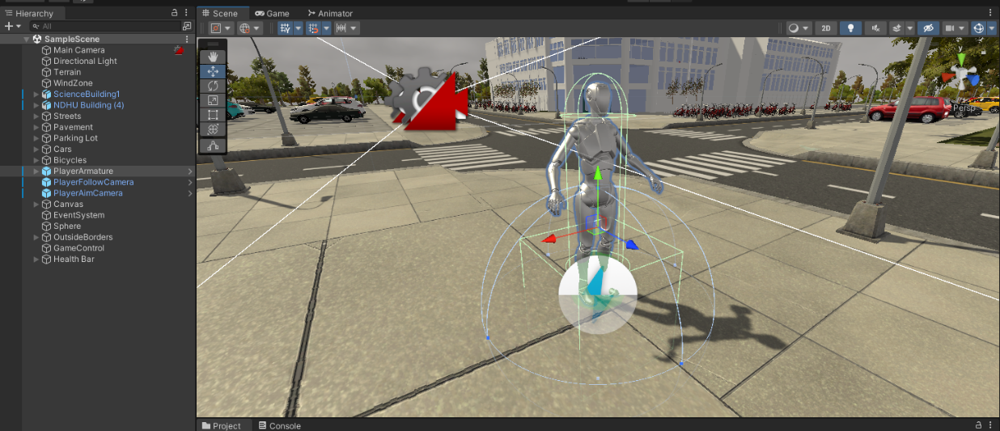 Hierarchy
All
SampleScene
Main Camera
Directional Light
Terrain
WindZone
ScienceBuilding1
NDHU Building (4)
Streets
Pavement
Parking Lot
Cars
Bicycles
PlayerArmature
PlayerFollowCamera
PlayerAimCamera
Canvas
EventSystem
Sphere
OutsideBorders
GameControl
Health Bar
Scene Game Animator
2D
y
Persp
Project Console